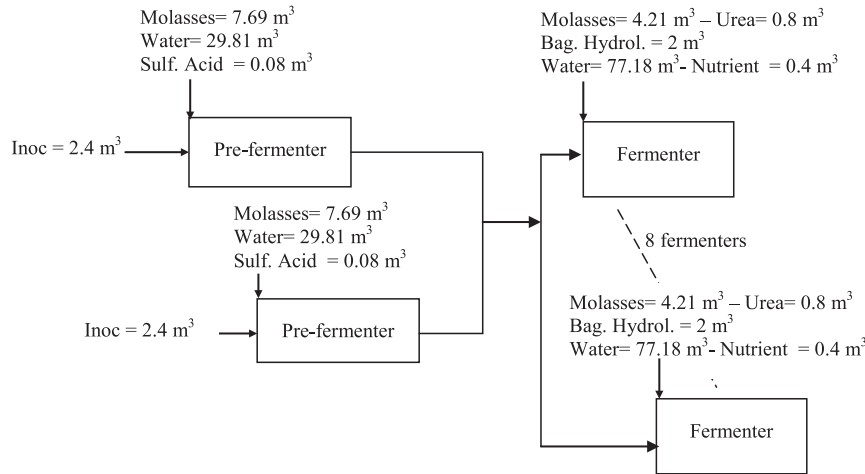 Molasses= 7.69 m³
Water= 29.81 m³
Sulf. Acid = 0.08 m³
Inoc = 2.4 m³
Pre-fermenter
Molasses= 7.69 m³
Water= 29.81 m³
Sulf. Acid = 0.08 m³
Inoc = 2.4 m³
Pre-fermenter
Molasses= 4.21 m³ – Urea= 0.8 m³
Bag. Hydrol. = 2 m³
Water= 77.18 m³- Nutrient = 0.4 m³
Fermenter
8 fermenters
Molasses= 4.21 m³ – Urea= 0.8 m³
Bag. Hydrol. = 2 m³
Water= 77.18 m³- Nutrient = 0.4 m³
Fermenter